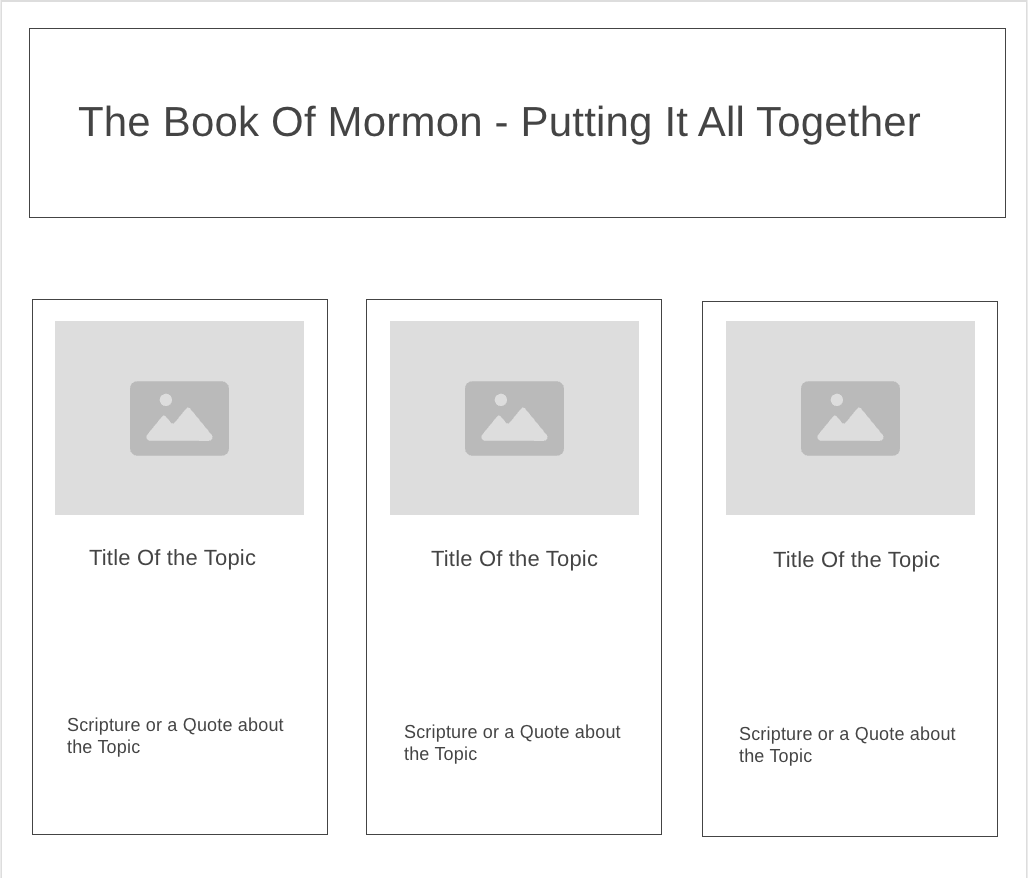 The Book Of Mormon - Putting It All Together
Title Of the Topic
Scripture or a Quote about
the Topic
Title Of the Topic
Scripture or a Quote about
the Topic
Title Of the Topic
Scripture or a Quote about
the Topic